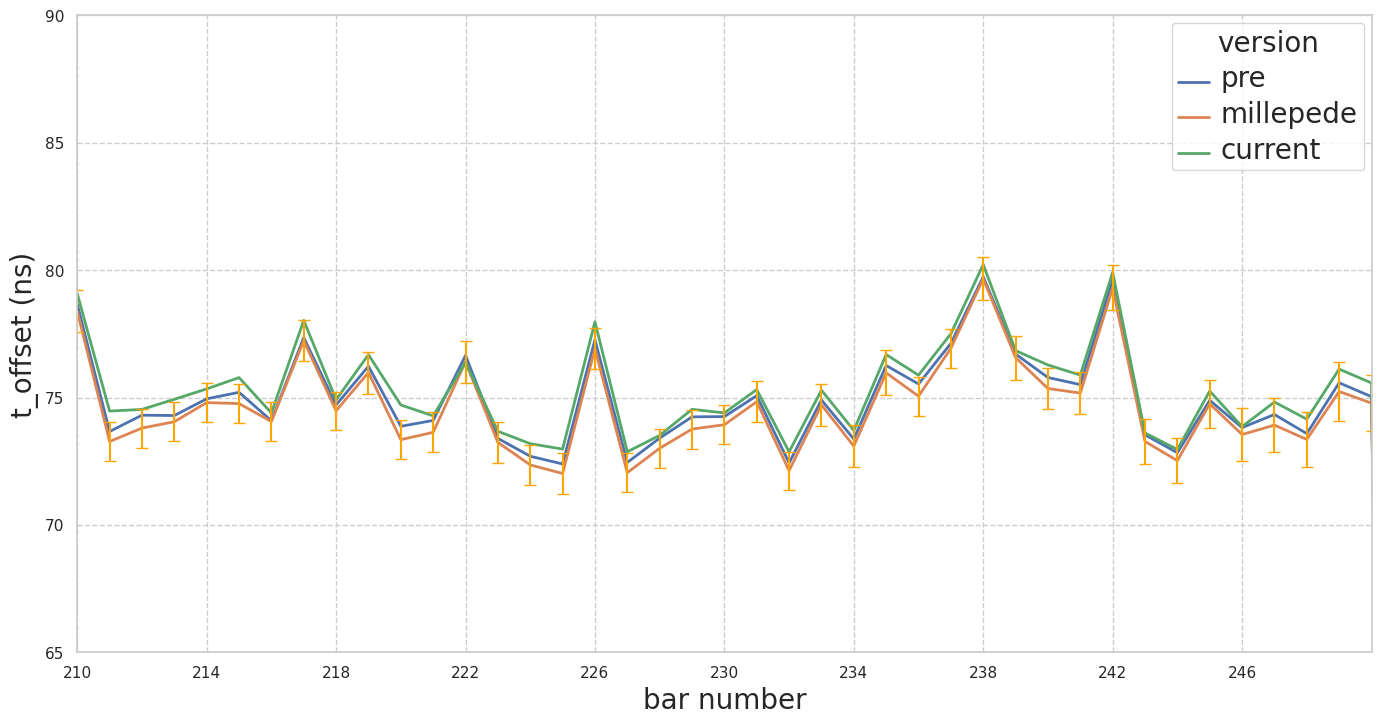 90
85
80
75
70
65
t_offset (ns)
version
pre
millepede
current
210 214 218 222 226 230 234 238 242 246
bar number